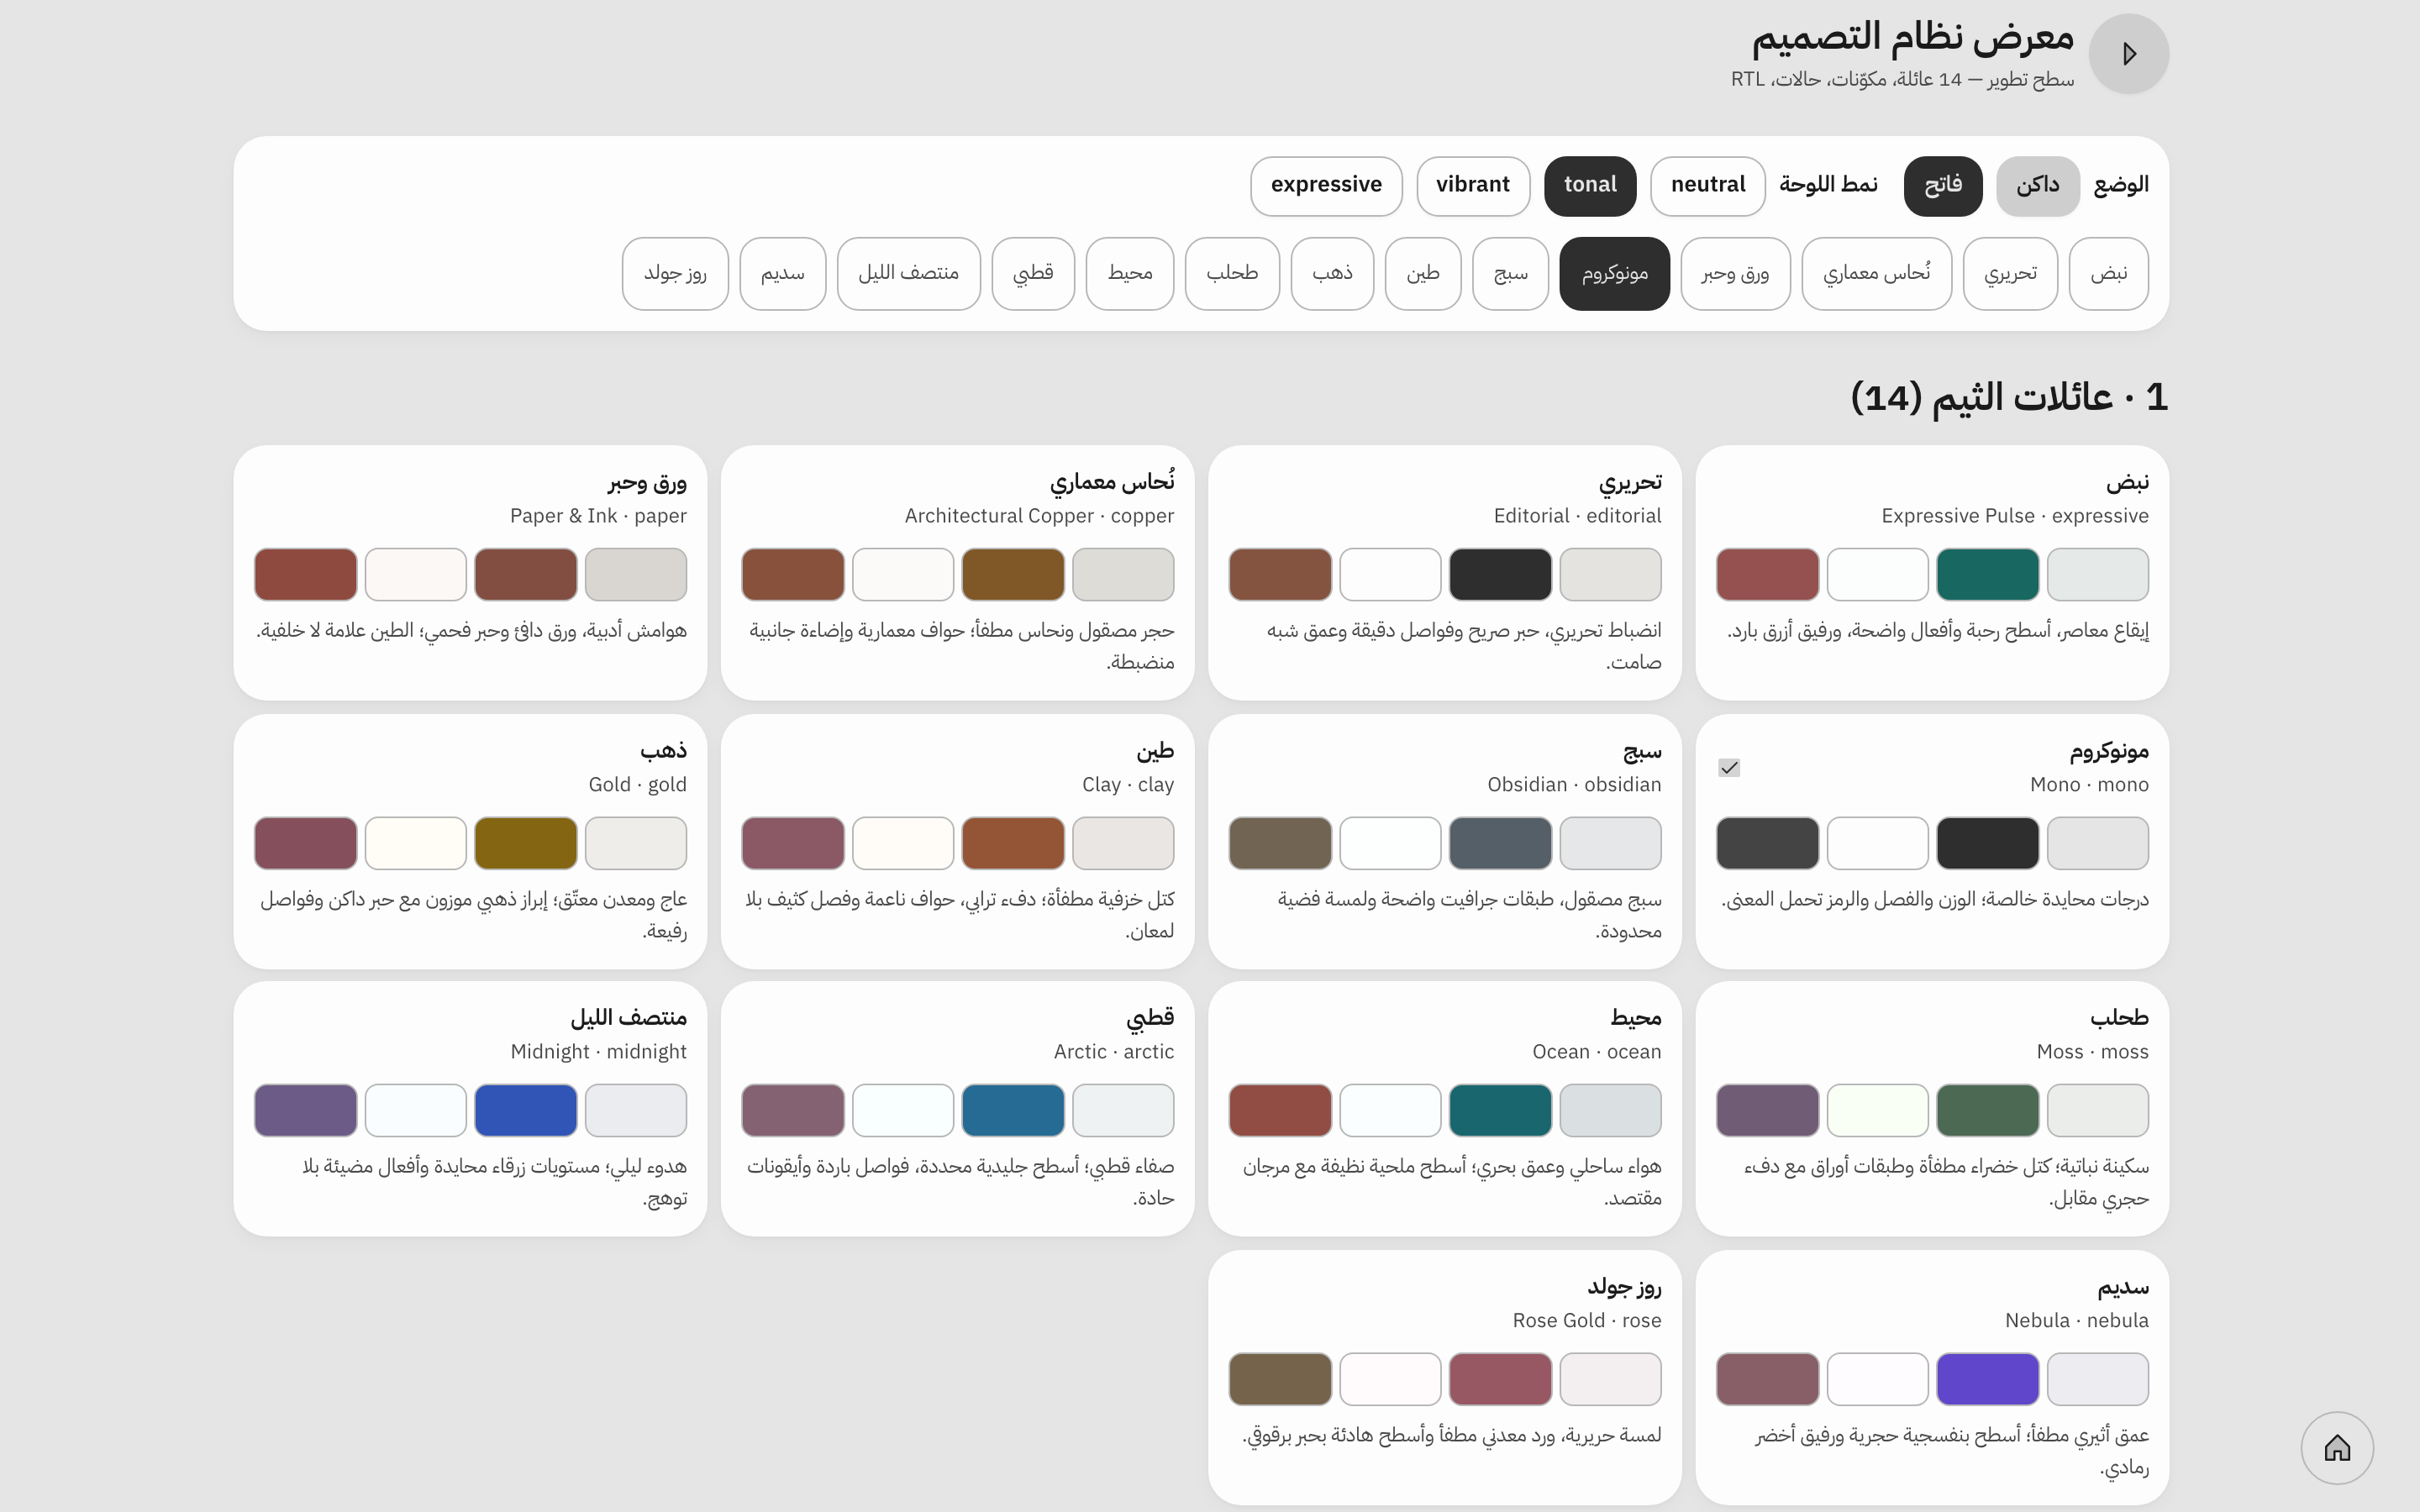 معرض نظام التصميم
سطح تطوير — 14 عائلة، مكوّنات، حالات، RTL
الوضع داكن فاتح نمط اللوحة neutral tonal vibrant expressive
نبض تحريري نُحاس معماري ورق وحبر مونوكروم سبج طين ذهب طحلب محيط قطبي منتصف الليل سديم روز جولد
1 · عائلات الثيم (14)
نبض
Expressive Pulse · expressive
إيقاع معاصر، أسطح رحبة وأفعال واضحة، ورفيق أزرق بارد.
تحريري
Editorial · editorial
انضباط تحريري، حبر صريح وفواصل دقيقة وعمق شبه
صامت.
نُحاس معماري
Architectural Copper · copper
حجر مصقول ونحاس مطفأ؛ حواف معمارية وإضاءة جانبية
منضبطة.
ورق وحبر
Paper & Ink · paper
هوامش أدبية، ورق دافئ وحبر فحمي؛ الطين علامة لا خلفية.
مونوكروم
Mono · mono
درجات محايدة خالصة؛ الوزن والفصل والرمز تحمل المعنى.
سبج
Obsidian · obsidian
سبج مصقول، طبقات جرافيت واضحة ولمسة فضية
محدودة.
طين
Clay · clay
كتل خزفية مطفأة؛ دفء ترابي، حواف ناعمة وفصل كثيف بلا
لمعان.
ذهب
Gold · gold
عاج ومعدن معتّق؛ إبراز ذهبي موزون مع حبر داكن وفواصل
رفيعة.
طحلب
Moss · moss
سكينة نباتية؛ كتل خضراء مطفأة وطبقات أوراق مع دفء
حجري مقابل.
محيط
Ocean · ocean
هواء ساحلي وعمق بحري؛ أسطح ملحية نظيفة مع مرجان
مقتصد.
قطبي
Arctic · arctic
صفاء قطبي؛ أسطح جليدية محددة، فواصل باردة وأيقونات
حادة.
منتصف الليل
Midnight · midnight
هدوء ليلي؛ مستويات زرقاء محايدة وأفعال مضيئة بلا
توهج.
سديم
Nebula · nebula
عمق أثيري مطفأ؛ أسطح بنفسجية حجرية ورفيق أخضر
رمادي.
روز جولد
Rose Gold · rose
لمسة حريرية، ورد معدني مطفأ وأسطح هادئة بحبر برقوقي.